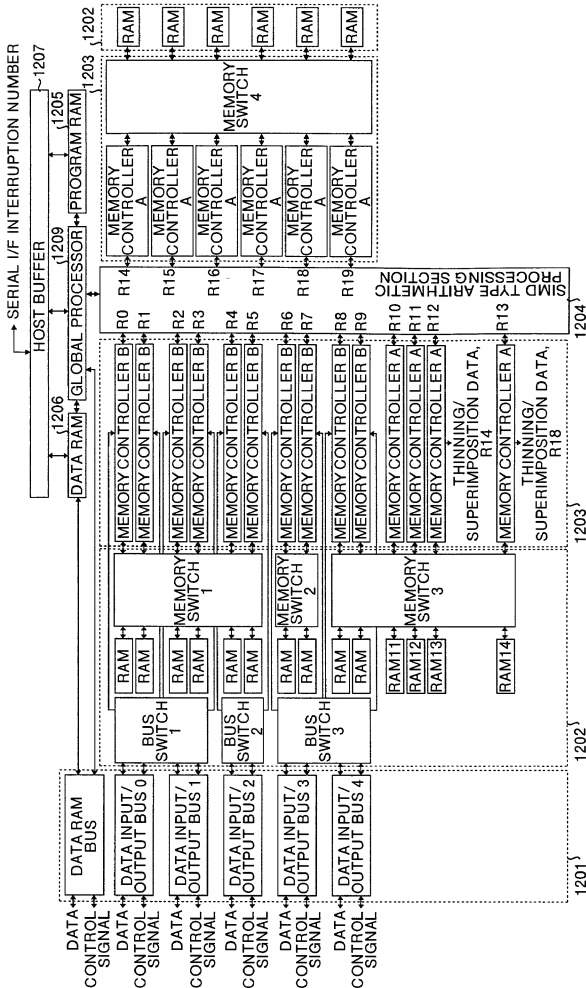 SERIAL I/F INTERRUPTION NUMBER
HOST BUFFER
1207
1206
1209
1205
DATA RAM
GLOBAL PROCESSOR
PROGRAM RAM
1203
1202
DATA
CONTROL
SIGNAL
DATA RAM
BUS
DATA
CONTROL
SIGNAL
DATA INPUT/
OUTPUT BUS 0
DATA
CONTROL
SIGNAL
DATA INPUT/
OUTPUT BUS 1
DATA
CONTROL
SIGNAL
DATA INPUT/
OUTPUT BUS 2
DATA
CONTROL
SIGNAL
DATA INPUT/
OUTPUT BUS 3
DATA
CONTROL
SIGNAL
DATA INPUT/
OUTPUT BUS 4
1201
BUS
SWITCH
1
BUS
SWITCH
2
BUS
SWITCH
3
RAM
RAM
RAM
RAM
RAM
RAM
RAM
RAM
RAM
RAM
RAM11
RAM12
RAM13
RAM14
1202
MEMORY
SWITCH
1
MEMORY
SWITCH
2
MEMORY
SWITCH
3
MEMORY CONTROLLER B
R0
MEMORY CONTROLLER B
R1
MEMORY CONTROLLER B
R2
MEMORY CONTROLLER B
R3
MEMORY CONTROLLER B
R4
MEMORY CONTROLLER B
R5
MEMORY CONTROLLER B
R6
MEMORY CONTROLLER B
R7
MEMORY CONTROLLER B
R8
MEMORY CONTROLLER B
R9
MEMORY CONTROLLER A
R10
MEMORY CONTROLLER A
R11
MEMORY CONTROLLER A
R12
THINNING/
SUPERIMPOSITION DATA,
R14
MEMORY CONTROLLER A
R13
THINNING/
SUPERIMPOSITION DATA,
R18
1203
SIMD TYPE ARITHMETIC
PROCESSING SECTION
1204
R14
R15
R16
R17
R18
R19
MEMORY
CONTROLLER
A
MEMORY
CONTROLLER
A
MEMORY
CONTROLLER
A
MEMORY
CONTROLLER
A
MEMORY
CONTROLLER
A
MEMORY
CONTROLLER
A
MEMORY
SWITCH
4
RAM
RAM
RAM
RAM
RAM
RAM